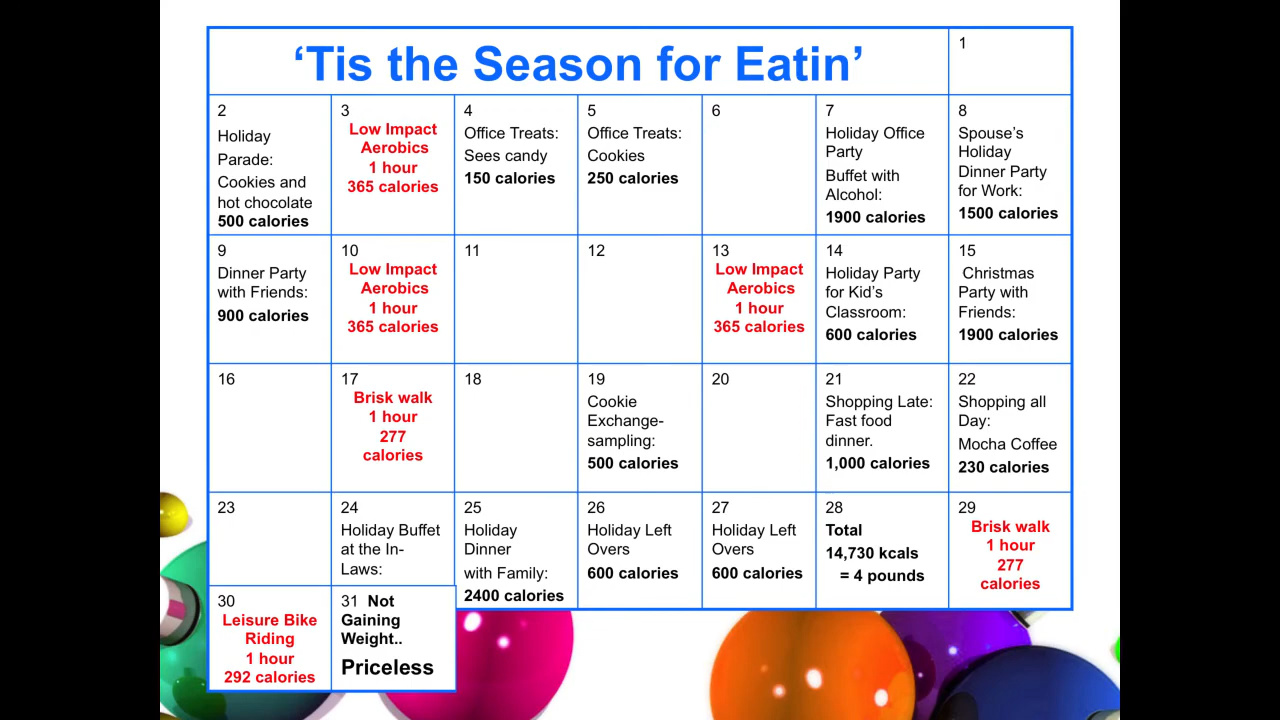 ‘Tis the Season for Eatin’
1
2
Holiday
Parade:
Cookies and
hot chocolate
500 calories
3
Low Impact
Aerobics
1 hour
365 calories
4
Office Treats:
Sees candy
150 calories
5
Office Treats:
Cookies
250 calories
6
7
Holiday Office
Party
Buffet with
Alcohol:
1900 calories
8
Spouse’s
Holiday
Dinner Party
for Work:
1500 calories
9
Dinner Party
with Friends:
900 calories
10
Low Impact
Aerobics
1 hour
365 calories
11
12
13
Low Impact
Aerobics
1 hour
365 calories
14
Holiday Party
for Kid’s
Classroom:
600 calories
15
Christmas
Party with
Friends:
1900 calories
16
17
Brisk walk
1 hour
277
calories
18
19
Cookie
Exchange-
sampling:
500 calories
20
21
Shopping Late:
Fast food
dinner.
1,000 calories
22
Shopping all
Day:
Mocha Coffee
230 calories
23
24
Holiday Buffet
at the In-
Laws:
25
Holiday
Dinner
with Family:
2400 calories
26
Holiday Left
Overs
600 calories
27
Holiday Left
Overs
600 calories
28
Total
14,730 kcals
= 4 pounds
29
Brisk walk
1 hour
277
calories
30
Leisure Bike
Riding
1 hour
292 calories
31 Not
Gaining
Weight..
Priceless